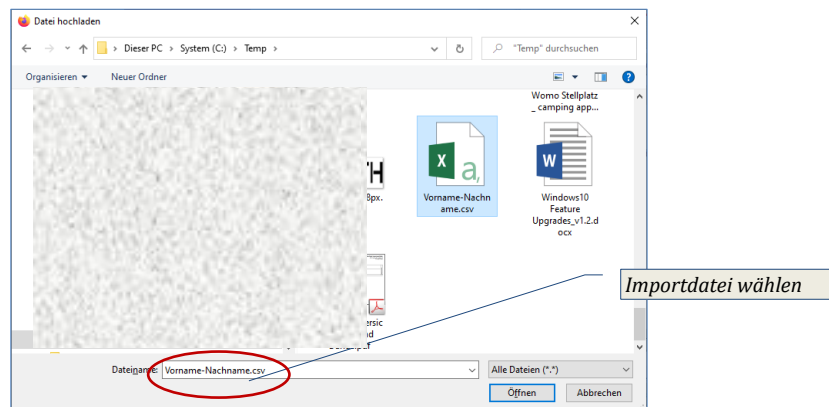 Datei hochladen
Dieser PC > System (C:) > Temp >
"Temp" durchsuchen
Organisieren
Neuer Ordner
Womo Stellplatz
_ camping app...
8px.
Vorname-Nachn
ame.csv
Windows10
Feature
Upgrades_v1.2.d
ocx
Importdatei wählen
Dateiname:
Vorname-Nachname.csv
Alle Dateien (*.*)
Öffnen
Abbrechen